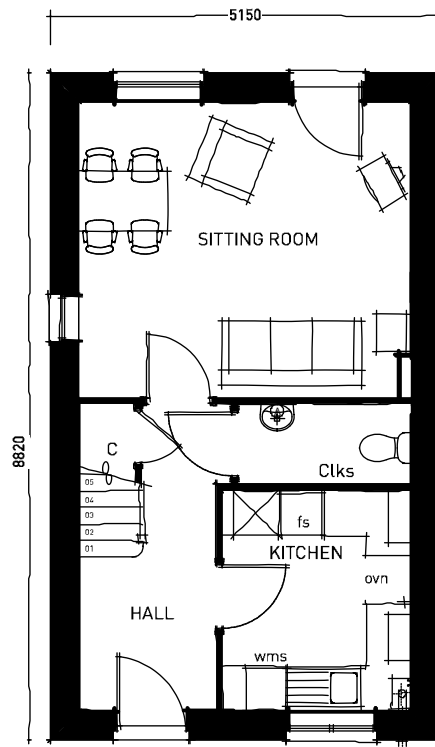 5150
SITTING ROOM
8820
C
Clks
05
04
03
02
01
fs
KITCHEN
ovn
HALL
wms